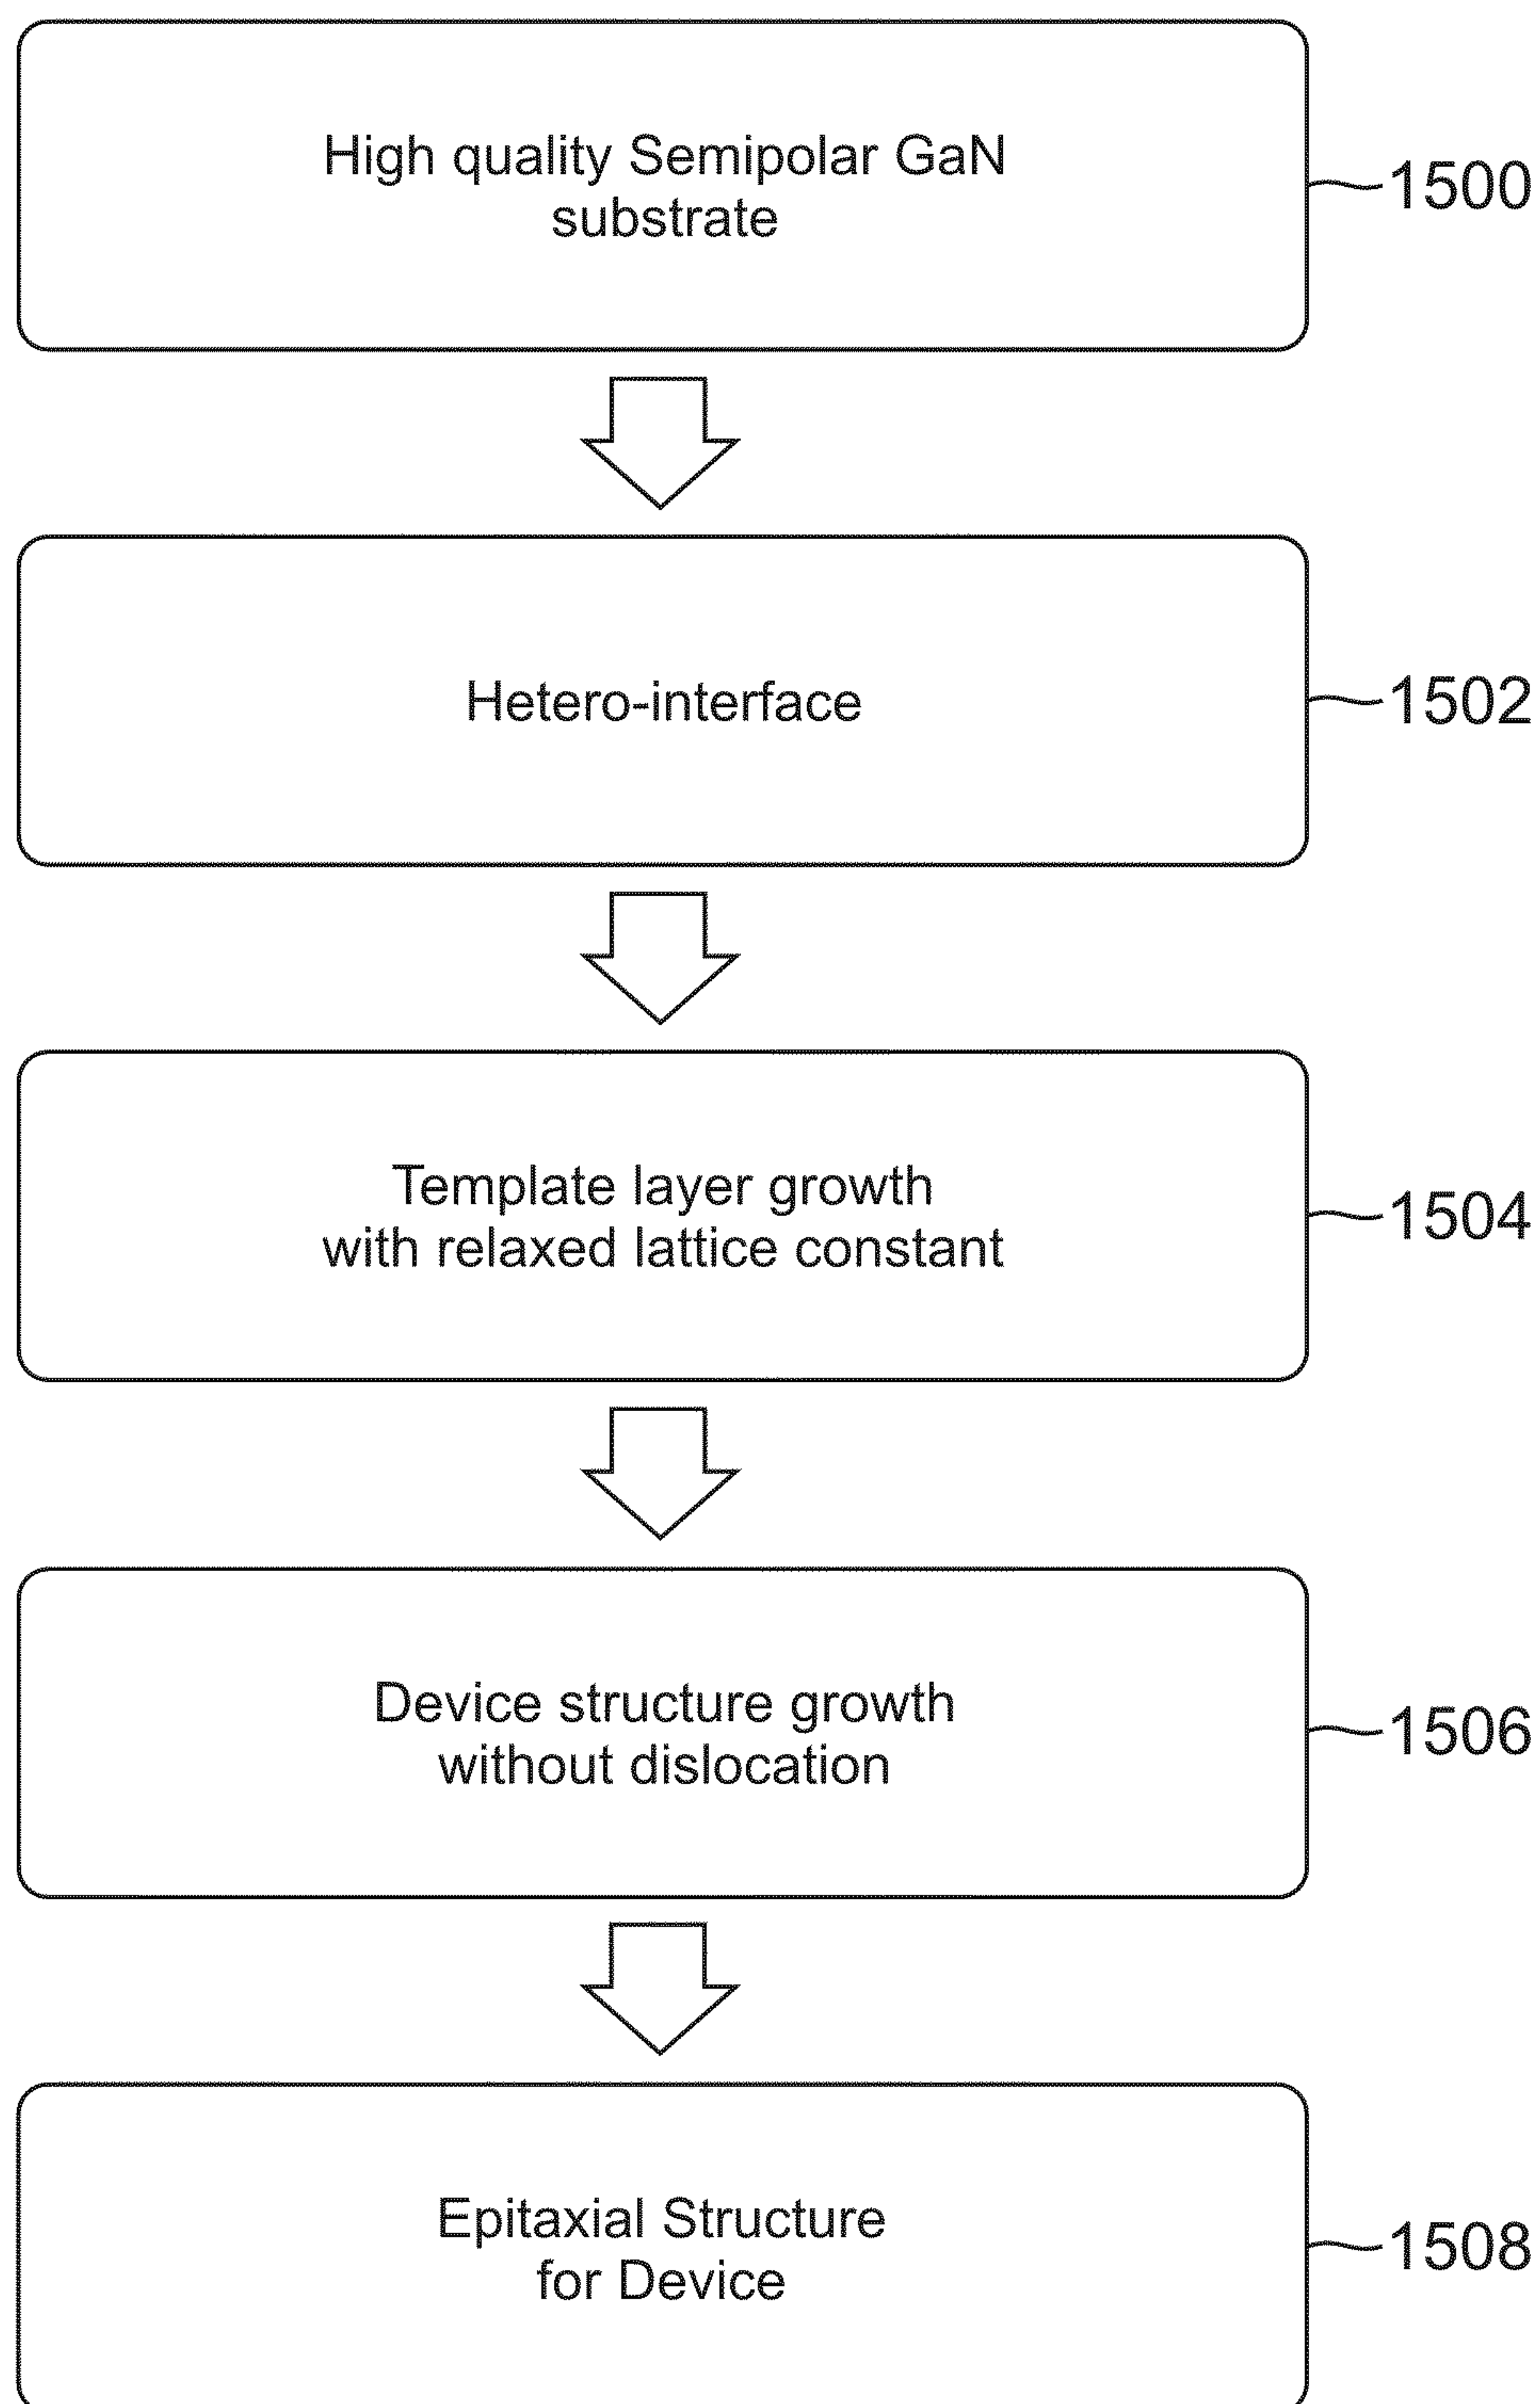 High quality Semipolar GaN
substrate
1500
Hetero-interface
1502
Template layer growth
with relaxed lattice constant
1504
Device structure growth
without dislocation
1506
Epitaxial Structure
for Device
1508